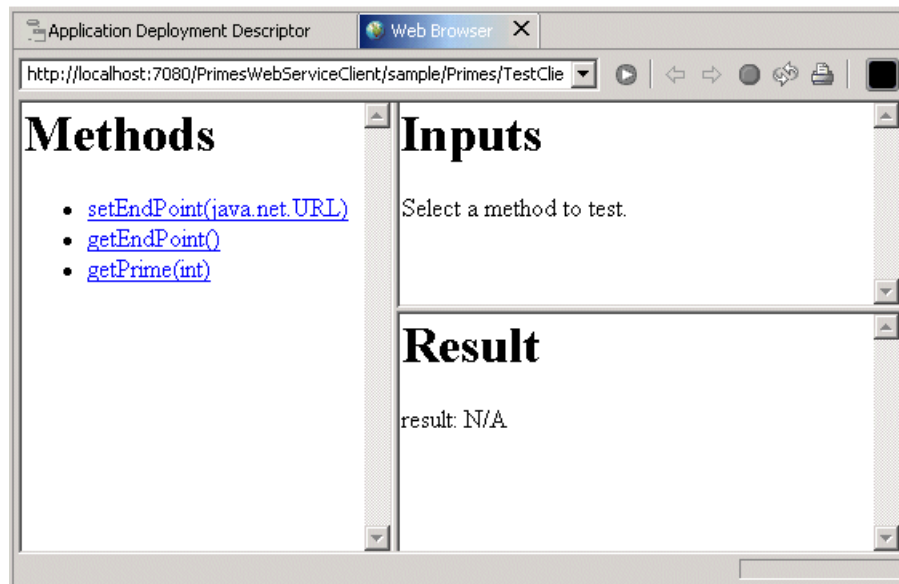 Application Deployment Descriptor
Web Browser
http://localhost:7080/PrimesWebServiceClient/sample/Primes/TestClie
Methods
setEndPoint(java.net.URL)
getEndPoint()
getPrime(int)
Inputs
Select a method to test.
Result
result: N/A